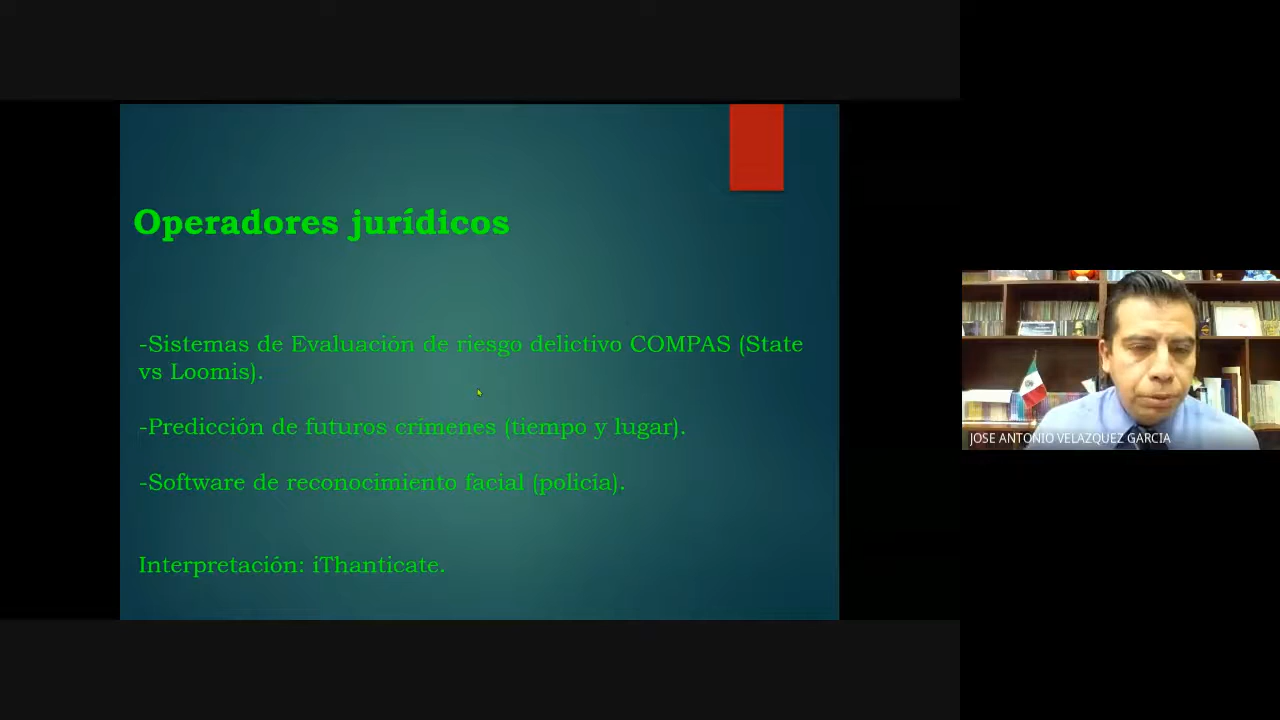 Operadores jurídicos
-Sistemas de Evaluación de riesgo delictivo COMPAS (State
vs Loomis).
-Predicción de futuros crímenes (tiempo y lugar).
-Software de reconocimiento facial (policía).
Interpretación: iThanticate.
JOSE ANTONIO VELAZQUEZ GARCIA